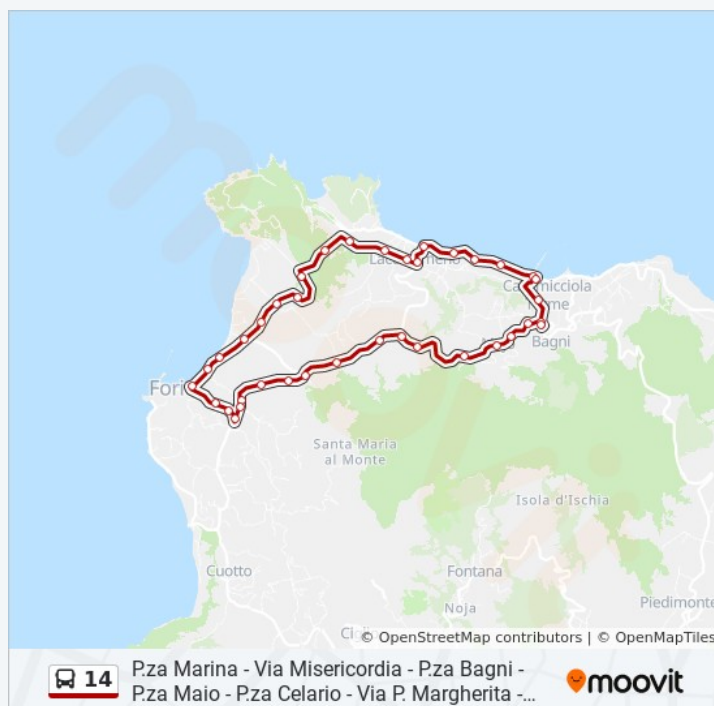 Lacco Ameno
Casamicciola
Terme
Bagni
Fori
Santa Maria
al Monte
Isola d'Ischia
Cuotto
Fontana
Noja
Piedimonte
© OpenStreetMap contributors | © OpenMapTiles
14
P.za Marina - Via Misericordia - P.za Bagni -
P.za Maio - P.za Celario - Via P. Margherita -...
moovit